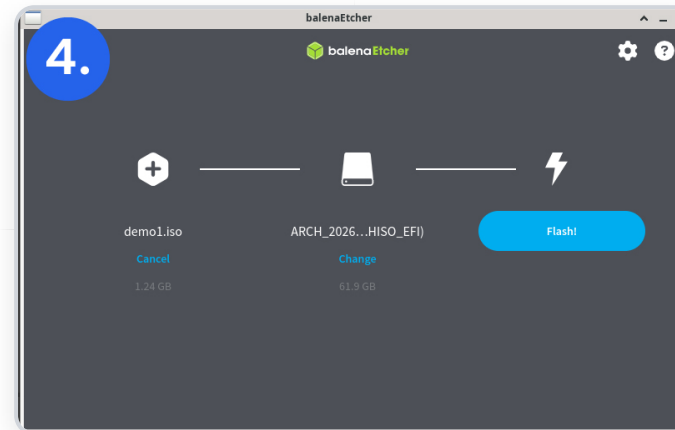 balenaEtcher
4.
balenaEtcher
?
demo1.iso
ARCH_2026...HISO_EFI)
Flash!
Cancel
Change
1.24 GB
61.9 GB